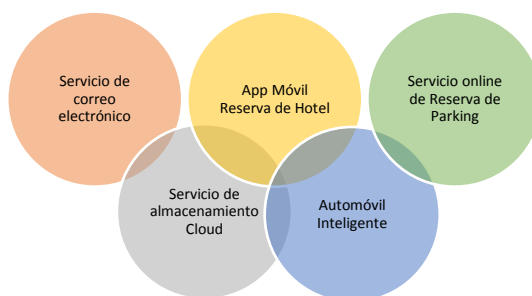 Servicio de
correo
electrónico
App Móvil
Reserva de Hotel
Servicio online
de Reserva de
Parking
Servicio de
almacenamiento
Cloud
Automóvil
Inteligente